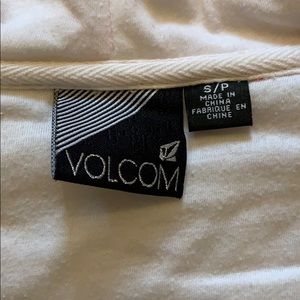 VOLCOM
S/P
MADE IN
CHINA
FABRIQUE EN
CHINE